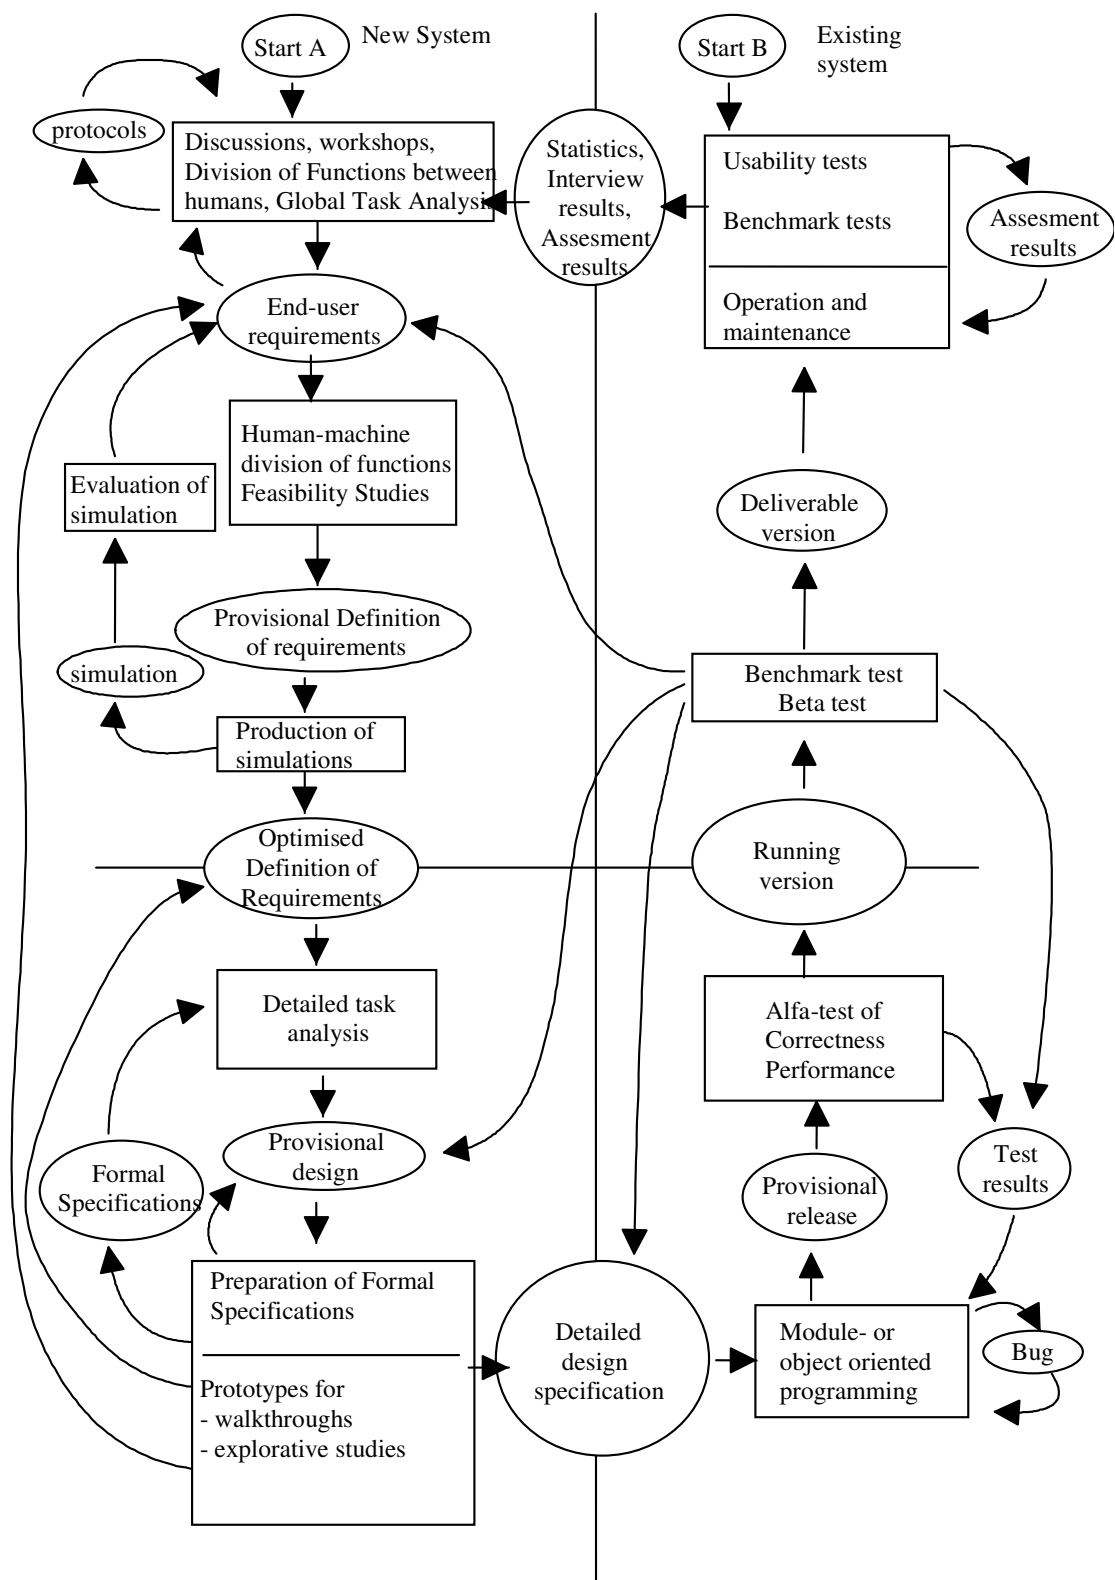 Start A
New System
Start B
Existing
system
protocols
Discussions, workshops,
Division of Functions between
humans, Global Task Analysis
Statistics,
Interview
results,
Assesment
results
Usability tests
Benchmark tests
Operation and
maintenance
Assesment
results
End-user
requirements
Human-machine
division of functions
Feasibility Studies
Evaluation of
simulation
Deliverable
version
Provisional Definition
of requirements
simulation
Benchmark test
Beta test
Production of
simulations
Optimised
Definition of
Requirements
Running
version
Detailed task
analysis
Alfa-test of
Correctness
Performance
Provisional
design
Formal
Specifications
Provisional
release
Test
results
Preparation of Formal
Specifications
Prototypes for
- walkthroughs
- explorative studies
Detailed
design
specification
Module- or
object oriented
programming
Bug